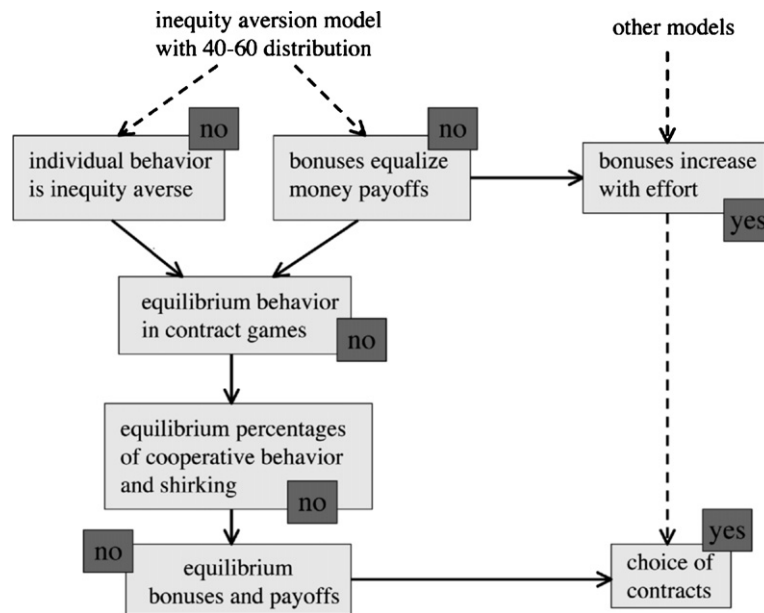 inequity aversion model
with 40-60 distribution
other models
no
individual behavior
is inequity averse
no
bonuses equalize
money payoffs
bonuses increase
with effort
yes
equilibrium behavior
in contract games
no
equilibrium percentages
of cooperative behavior
and shirking
no
no
equilibrium
bonuses and payoffs
yes
choice of
contracts